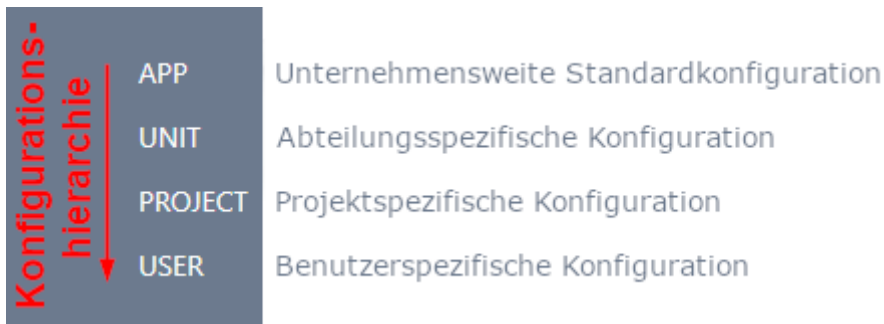 Konfigurations-
hierarchie
APP Unternehmensweite Standardkonfiguration
UNIT Abteilungsspezifische Konfiguration
PROJECT Projektspezifische Konfiguration
USER Benutzerspezifische Konfiguration